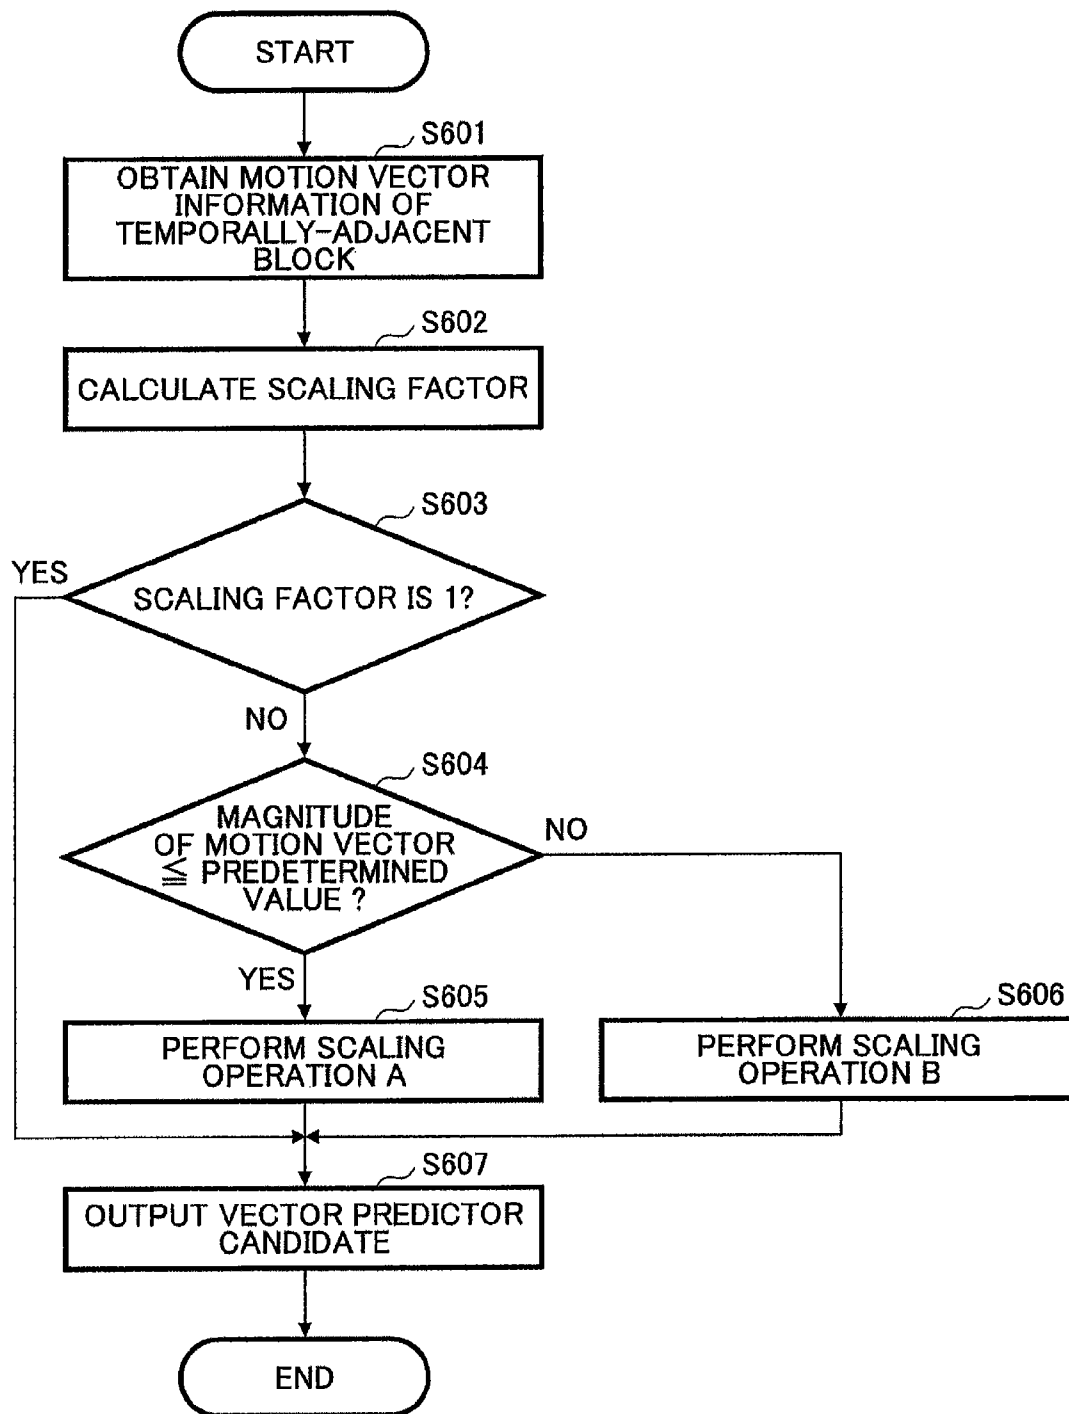 START
S601
OBTAIN MOTION VECTOR
INFORMATION OF
TEMPORALLY-ADJACENT
BLOCK
S602
CALCULATE SCALING FACTOR
S603
YES
SCALING FACTOR IS 1?
NO
S604
MAGNITUDE
OF MOTION VECTOR
≦ PREDETERMINED
VALUE ?
NO
YES
S605
PERFORM SCALING
OPERATION A
S606
PERFORM SCALING
OPERATION B
S607
OUTPUT VECTOR PREDICTOR
CANDIDATE
END